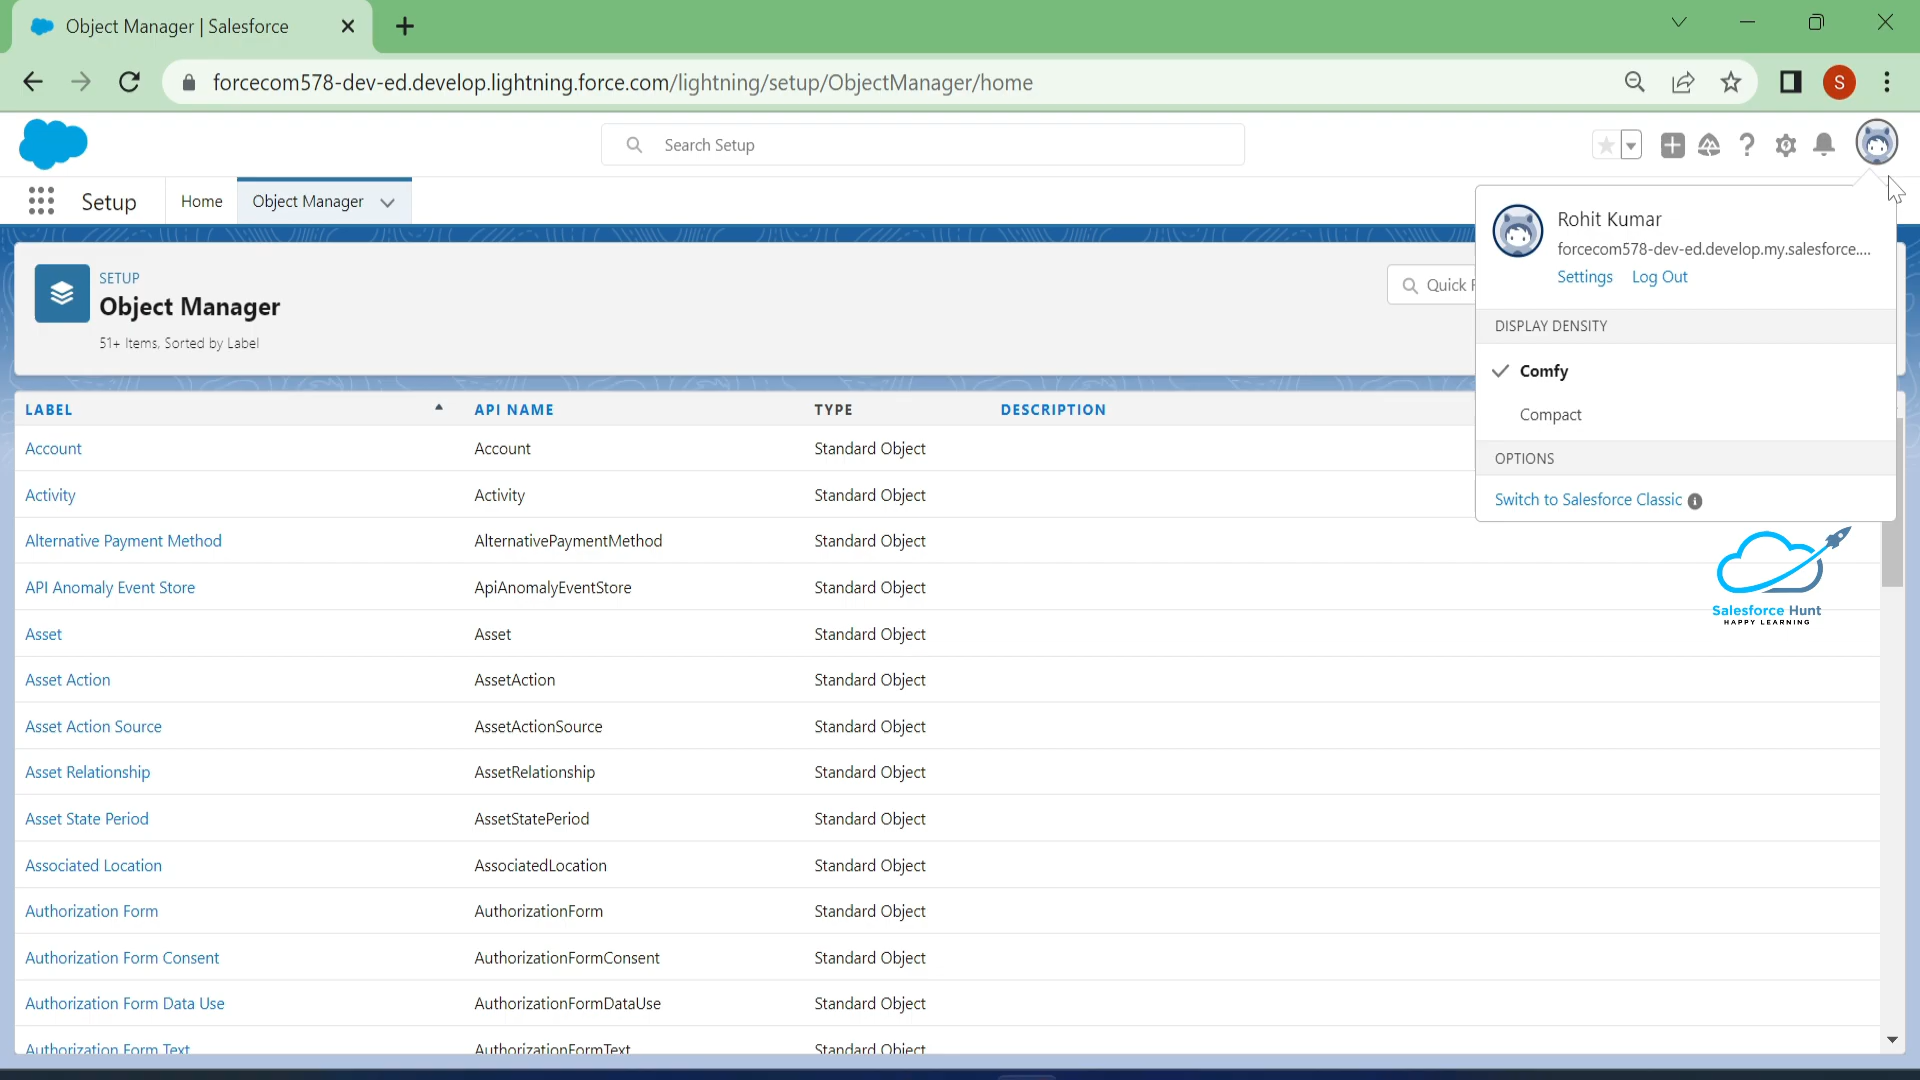 Object Manager | Salesforce
forcecom578-dev-ed.develop.lightning.force.com/lightning/setup/ObjectManager/home
S
Search Setup
Setup
Home
Object Manager
Rohit Kumar
forcecom578-dev-ed.develop.my.salesforce....
Settings Log Out
SETUP
Object Manager
51+ Items, Sorted by Label
Quick F
DISPLAY DENSITY
Comfy
Compact
OPTIONS
Switch to Salesforce Classic
LABEL API NAME TYPE DESCRIPTION
Account Account Standard Object
Activity Activity Standard Object
Alternative Payment Method AlternativePaymentMethod Standard Object
API Anomaly Event Store ApiAnomalyEventStore Standard Object
Salesforce Hunt
HAPPY LEARNING
Asset Asset Standard Object
Asset Action AssetAction Standard Object
Asset Action Source AssetActionSource Standard Object
Asset Relationship AssetRelationship Standard Object
Asset State Period AssetStatePeriod Standard Object
Associated Location AssociatedLocation Standard Object
Authorization Form AuthorizationForm Standard Object
Authorization Form Consent AuthorizationFormConsent Standard Object
Authorization Form Data Use AuthorizationFormDataUse Standard Object
Authorization Form Text AuthorizationFormText Standard Object